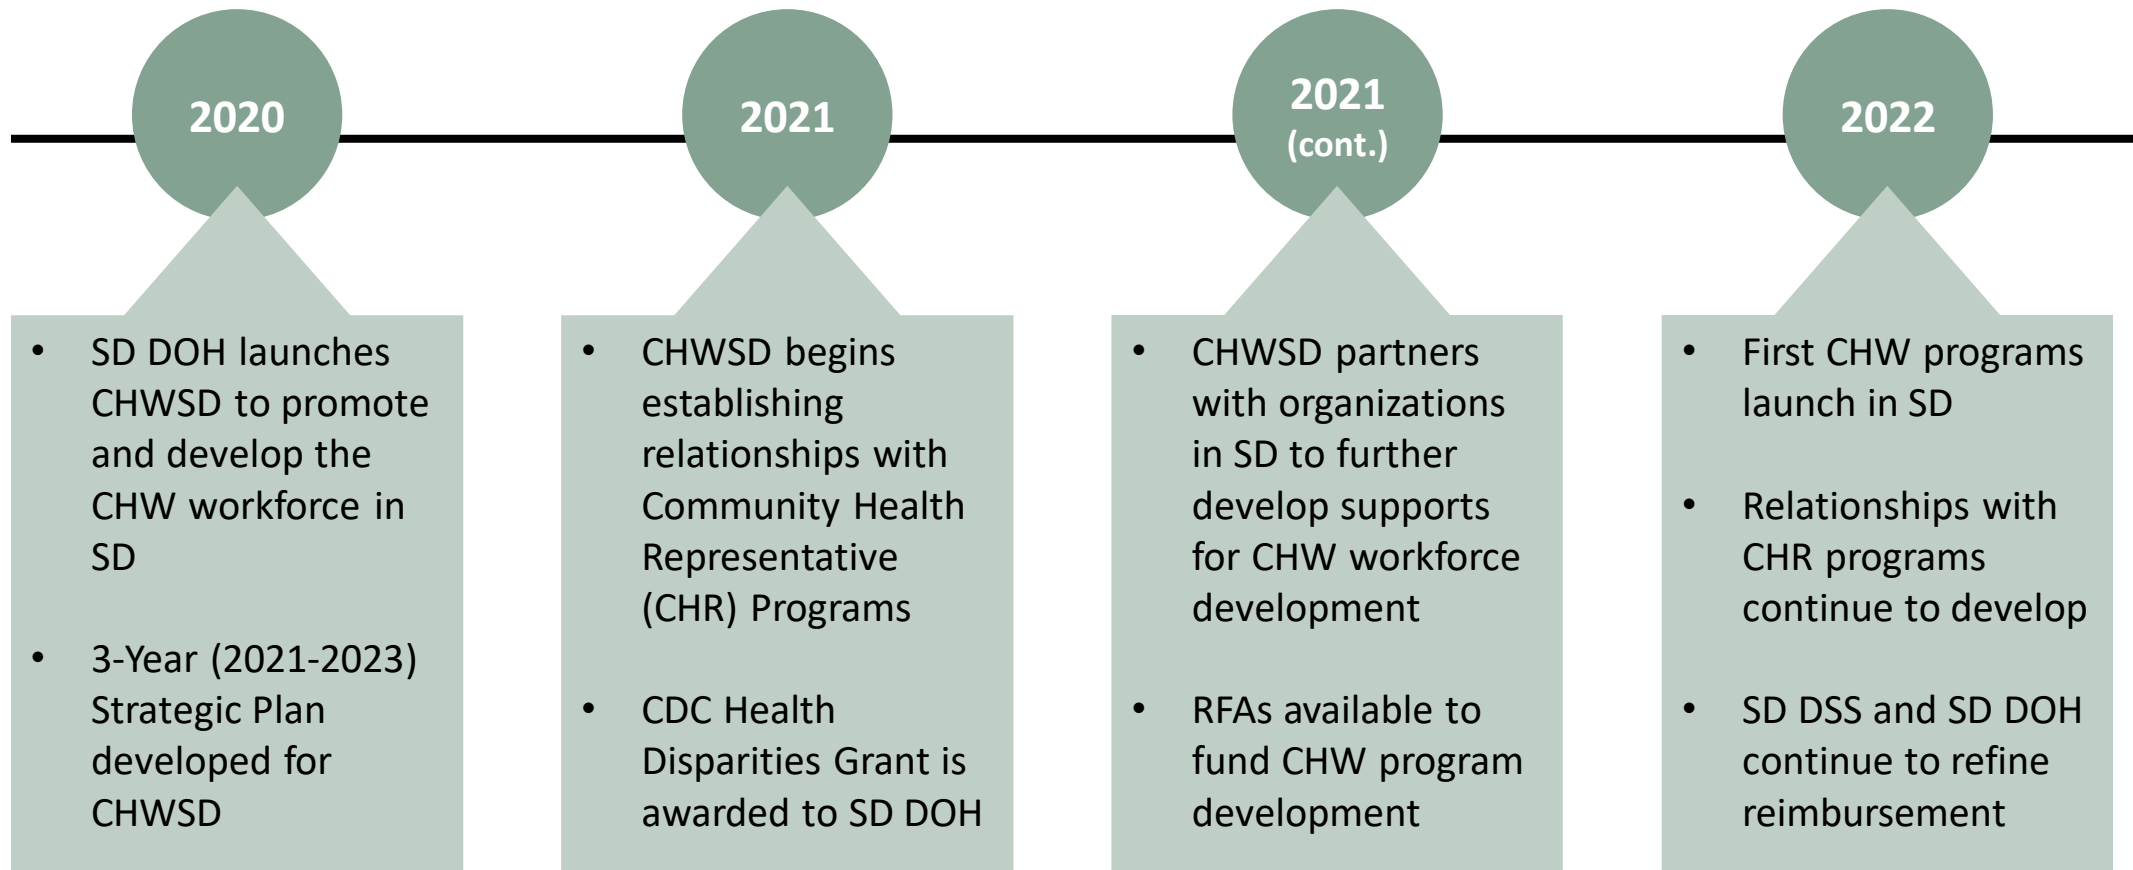 2020
• SD DOH launches
CHWSD to promote
and develop the
CHW workforce in
SD
• 3-Year (2021-2023)
Strategic Plan
developed for
CHWSD
2021
• CHWSD begins
establishing
relationships with
Community Health
Representative
(CHR) Programs
• CDC Health
Disparities Grant is
awarded to SD DOH
2021
(cont.)
• CHWSD partners
with organizations
in SD to further
develop supports
for CHW workforce
development
• RFAs available to
fund CHW program
development
2022
• First CHW programs
launch in SD
• Relationships with
CHR programs
continue to develop
• SD DSS and SD DOH
continue to refine
reimbursement